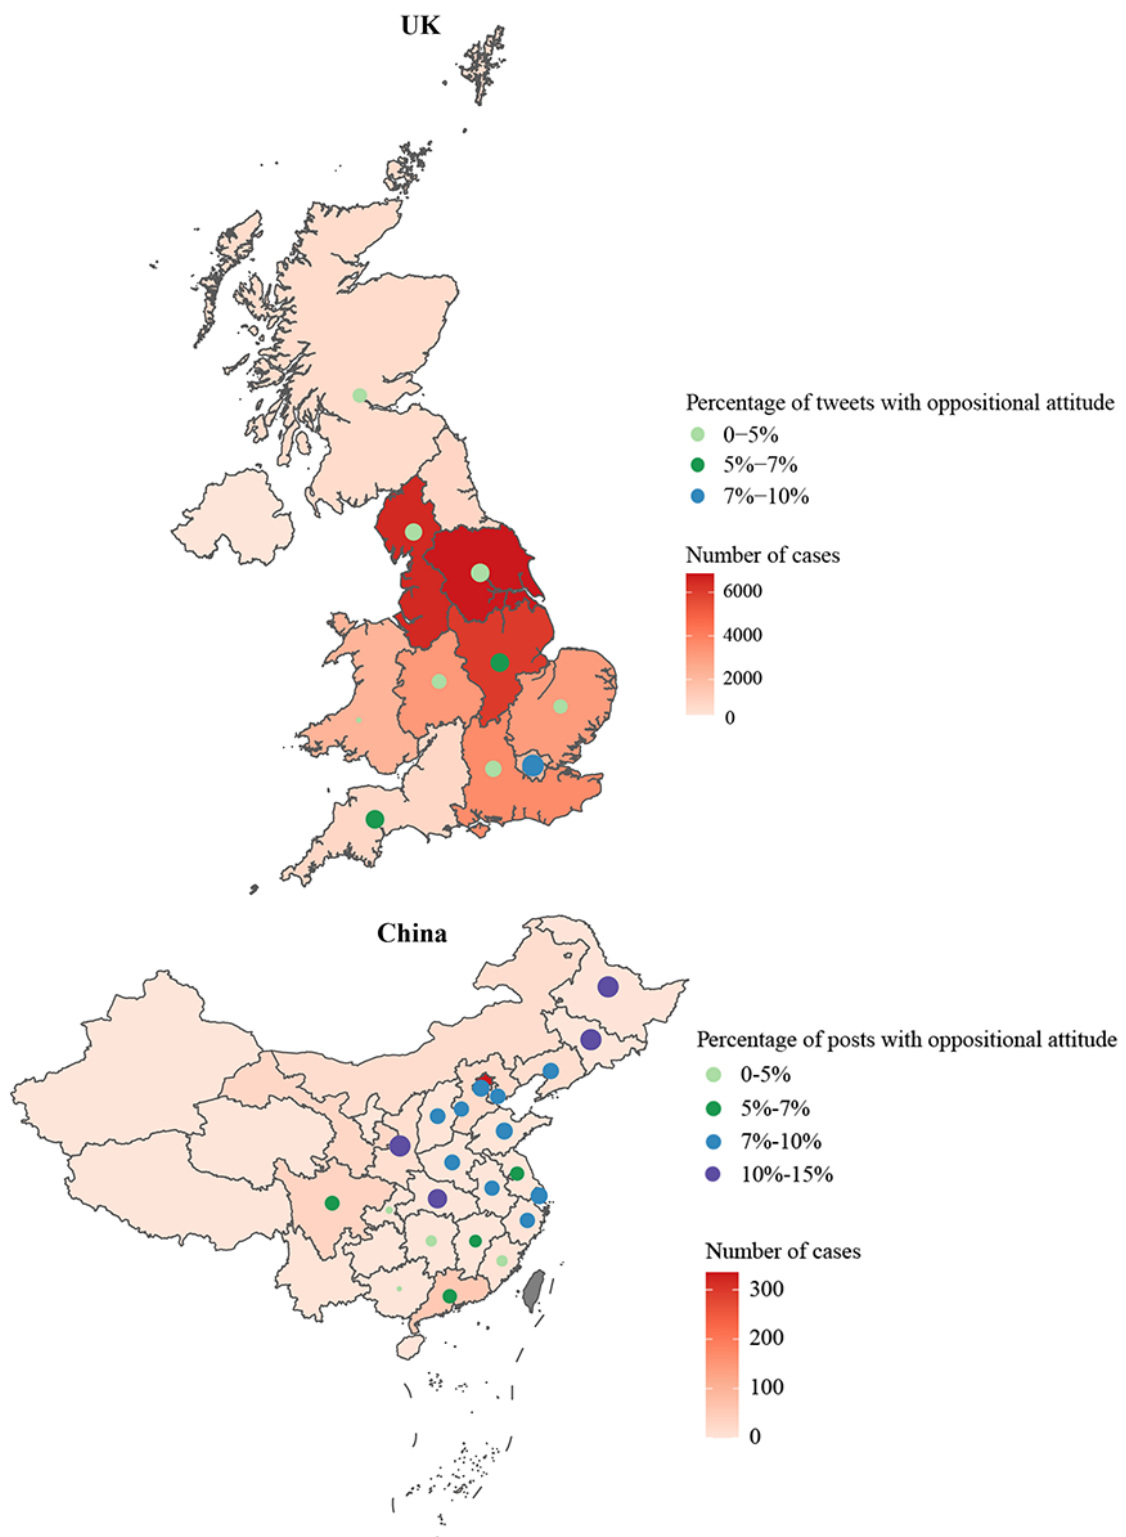 UK
Percentage of tweets with oppositional attitude
0−5%
5%−7%
7%−10%
Number of cases
6000
4000
2000
0
China
Percentage of posts with oppositional attitude
0-5%
5%-7%
7%-10%
10%-15%
Number of cases
300
200
100
0